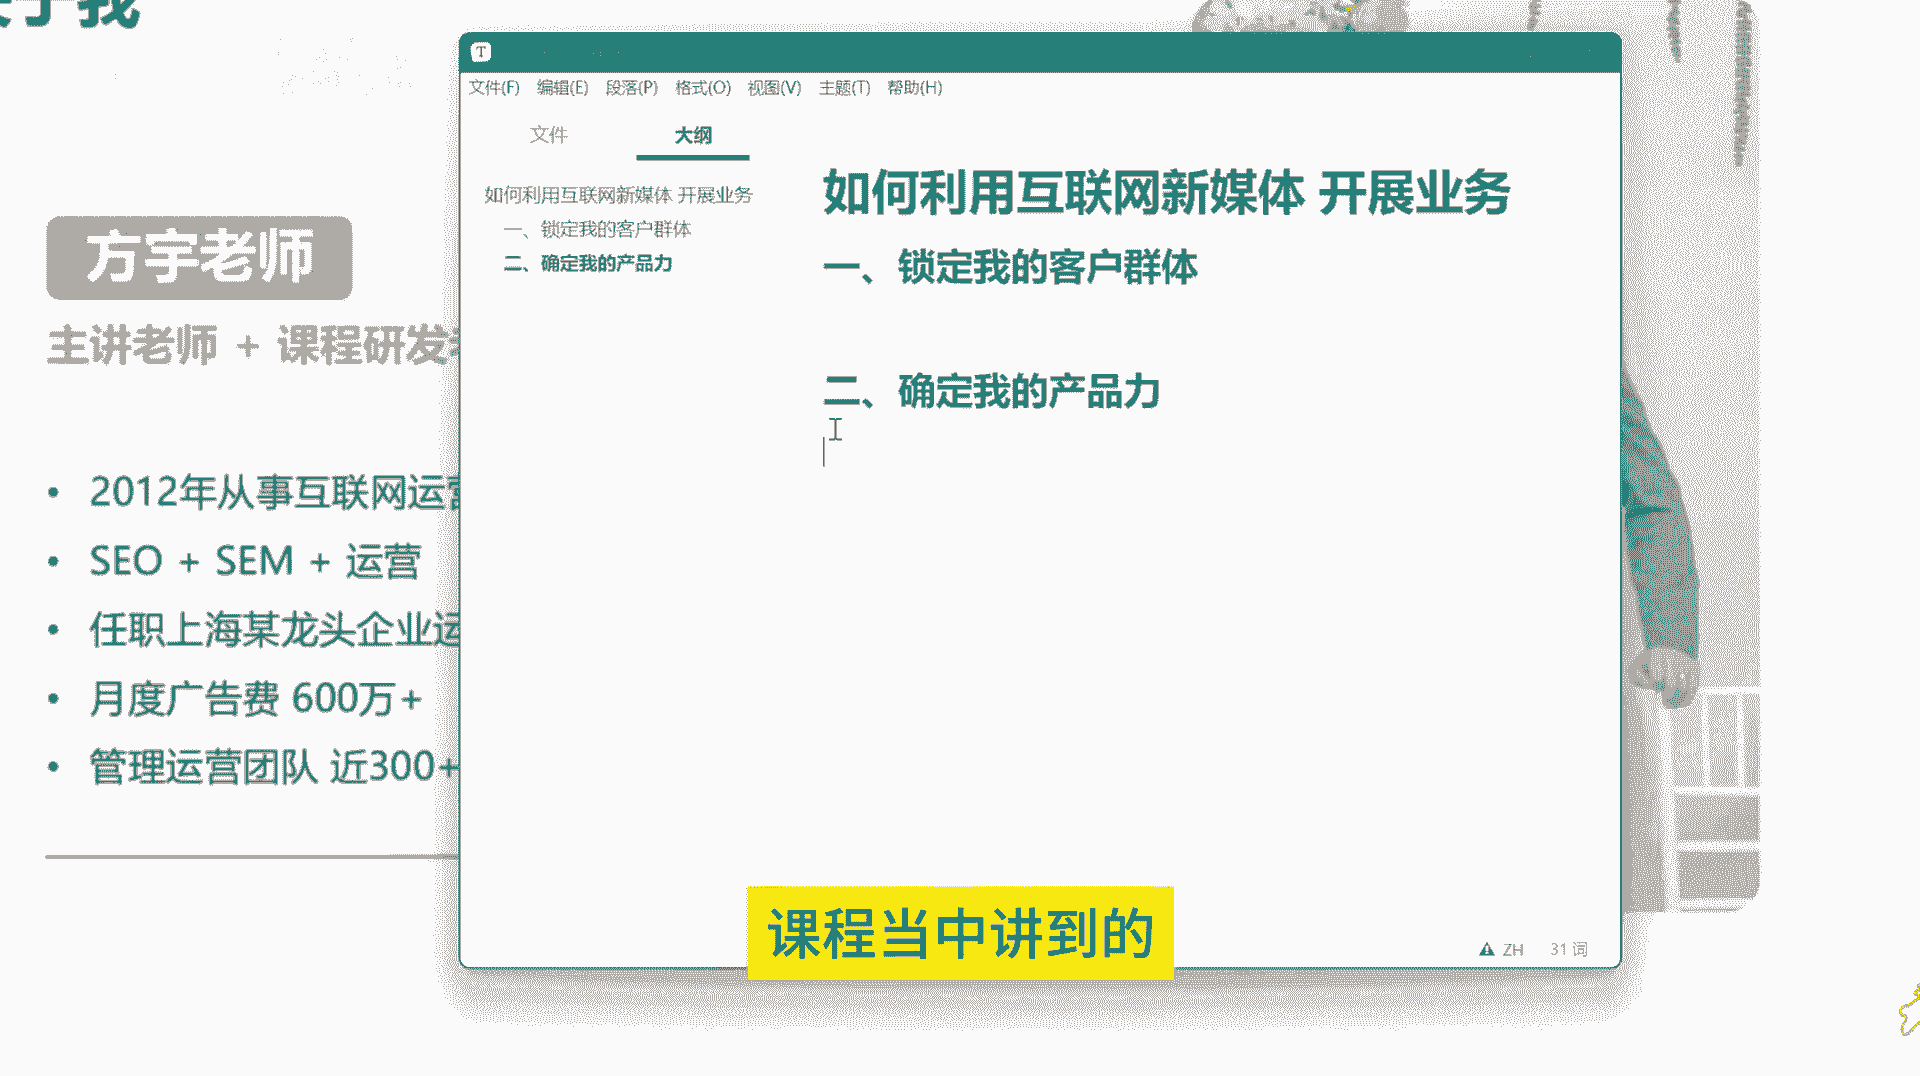 于我
方宇老师
主讲老师 + 课程研发
2012年从事互联网运营
SEO + SEM + 运营
任职上海某龙头企业运
月度广告费 600万+
管理运营团队 近300+
T
文件(F) 编辑(E) 段落(P) 格式(O) 视图(V) 主题(T) 帮助(H)
文件 大纲
如何利用互联网新媒体 开展业务
一、锁定我的客户群体
二、确定我的产品力
如何利用互联网新媒体 开展业务
一、锁定我的客户群体
二、确定我的产品力
课程当中讲到的
ZH 31 词